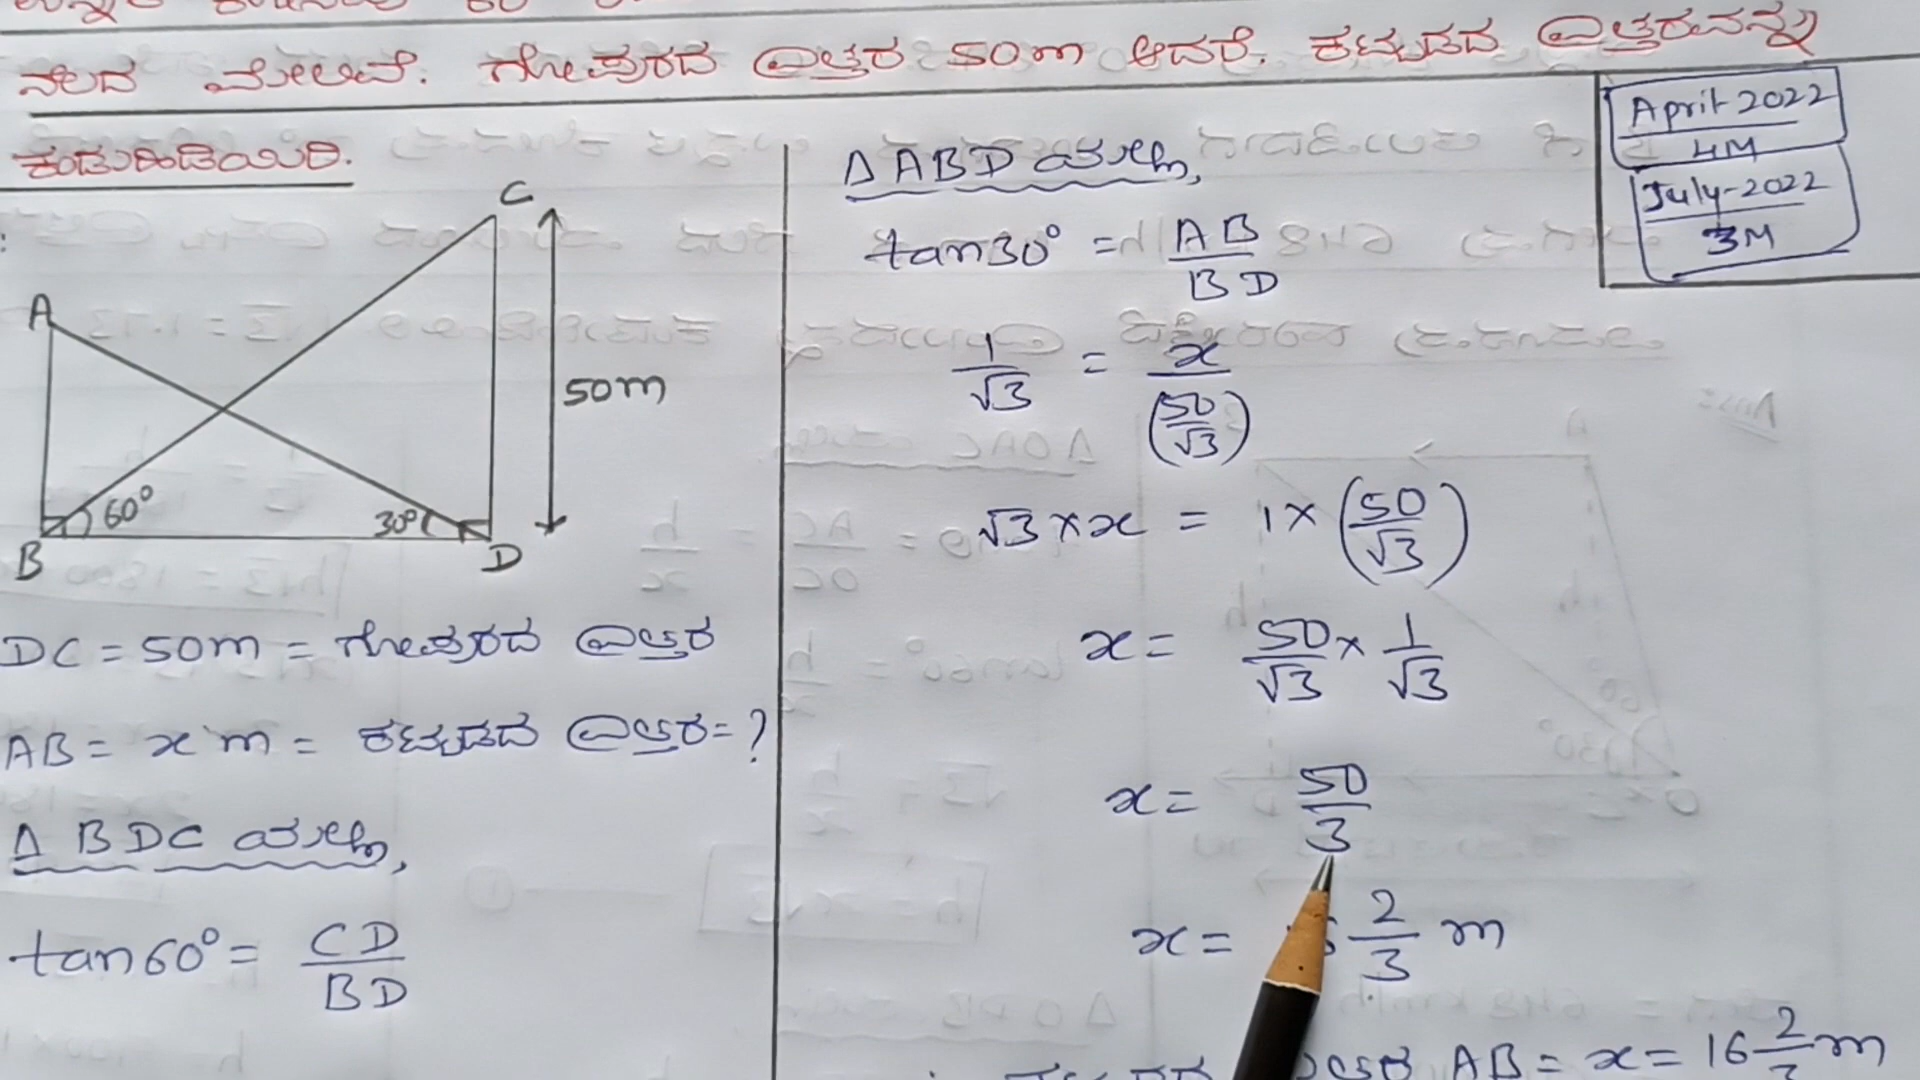 ನೆಲದ ಮೇಲಿವೆ. ಗೋಪುರದ ಎತ್ತರ 50m ಆದರೆ, ಕಟ್ಟಡದ ಎತ್ತರವನ್ನು
ಕಂಡುಹಿಡಿಯಿರಿ.
April 2022
4M
July-2022
3M
C
A
50m
60°
30°
B
D
DC = 50m = ಗೋಪುರದ ಎತ್ತರ
AB = x m = ಕಟ್ಟಡದ ಎತ್ತರ = ?
Δ BDC ಯಲ್ಲಿ,
tan60° = CD/BD
Δ ABD ಯಲ್ಲಿ,
tan30° = AB/BD
1/√3 = x/(50/√3)
√3 × x = 1 × (50/√3)
x = 50/√3 × 1/√3
x = 50/3
x = 2/3 m
AB = x = 16 2/3 m